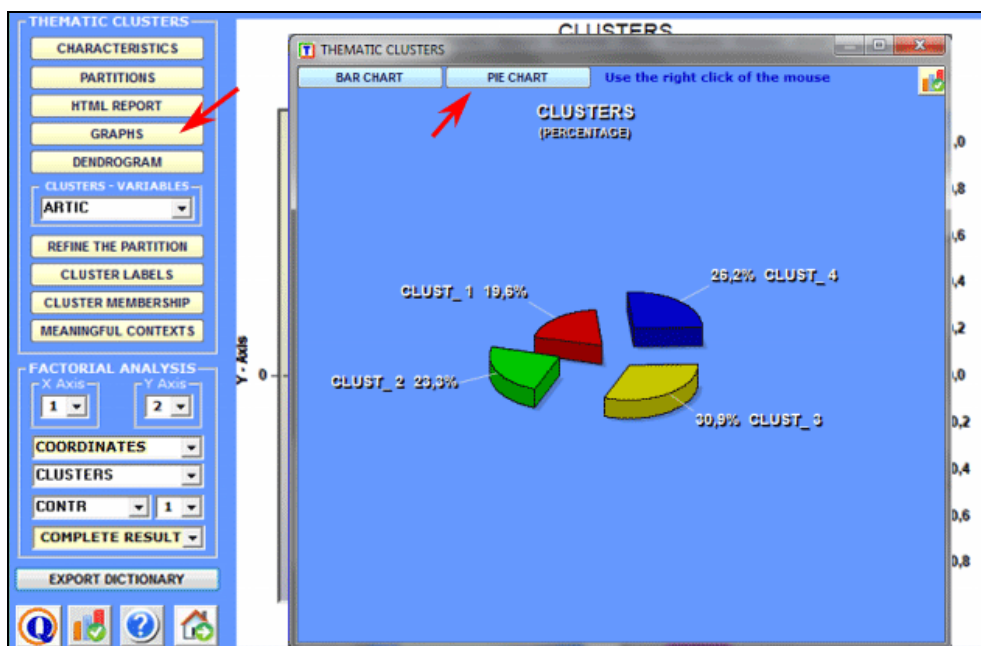 THEMATIC CLUSTERS
CHARACTERISTICS
PARTITIONS
HTML REPORT
GRAPHS
DENDROGRAM
CLUSTERS - VARIABLES
ARTIC
REFINE THE PARTITION
CLUSTER LABELS
CLUSTER MEMBERSHIP
MEANINGFUL CONTEXTS
FACTORIAL ANALYSIS
X Axis
Y Axis
1
2
COORDINATES
CLUSTERS
CONTR
1
COMPLETE RESULT
EXPORT DICTIONARY
Q
?
CLUSTERS
Y - Axis
0
T THEMATIC CLUSTERS
BAR CHART
PIE CHART
Use the right click of the mouse
CLUSTERS
(PERCENTAGE)
26,2% CLUST_ 4
CLUST_ 1 19,6%
CLUST_ 2 23,3%
30,9% CLUST_ 3
,0
,8
,6
,4
,2
,0
0,2
0,4
0,6
0,8